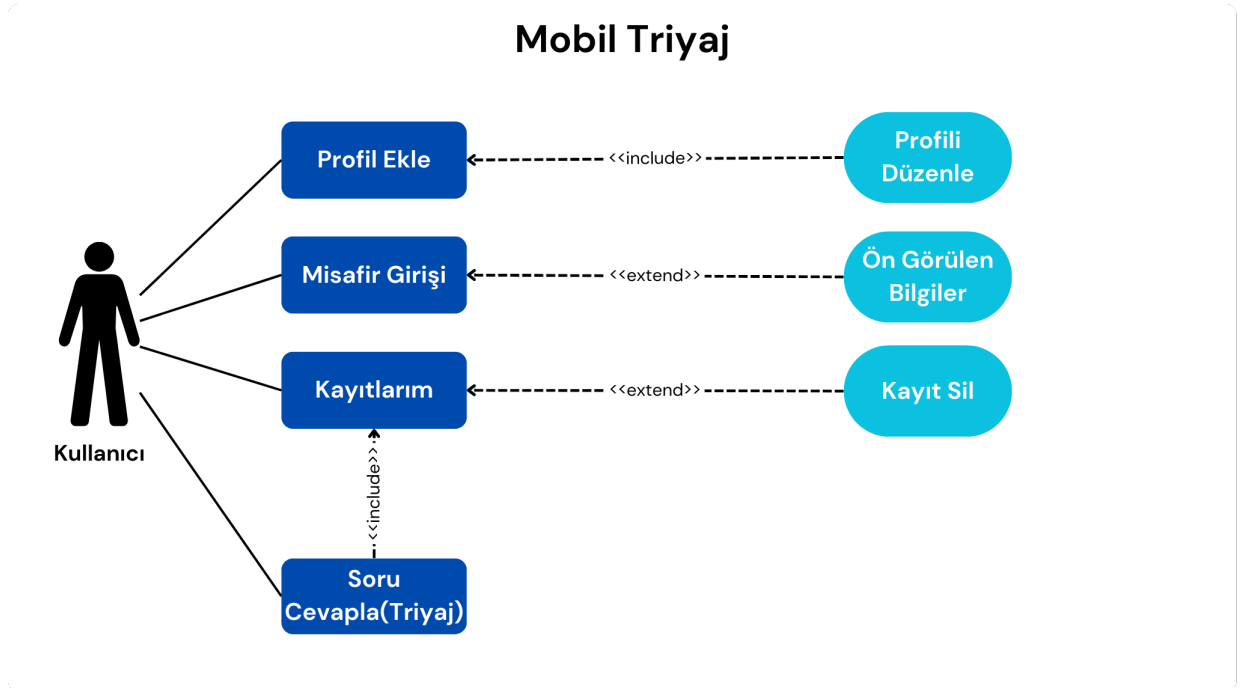 Mobil Triyaj
Profil Ekle
<<include>>
Profili
Düzenle
Misafir Girişi
<<extend>>
Ön Görülen
Bilgiler
Kayıtlarım
<<extend>>
Kayıt Sil
Kullanıcı
<<include>>
Soru
Cevapla(Triyaj)